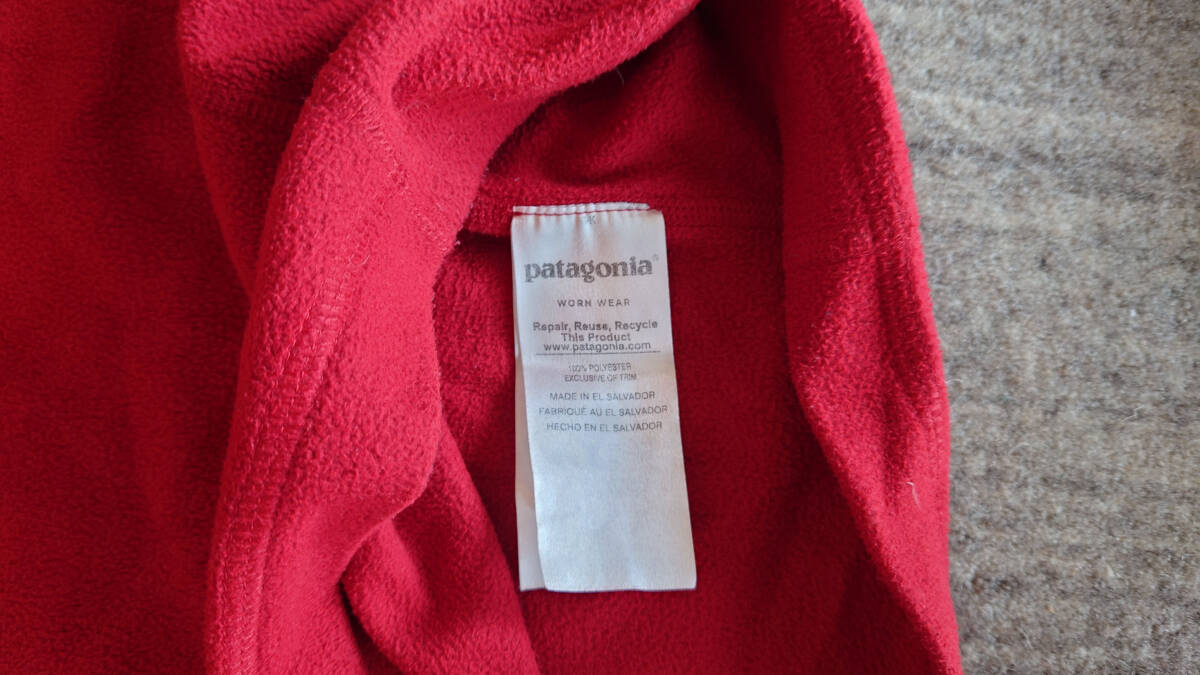 patagonia®
WORN WEAR
Repair, Reuse, Recycle
This Product
www.patagonia.com
100% POLYESTER
EXCLUSIVE OF TRIM
MADE IN EL SALVADOR
FABRIQUÉ AU EL SALVADOR
HECHO EN EL SALVADOR